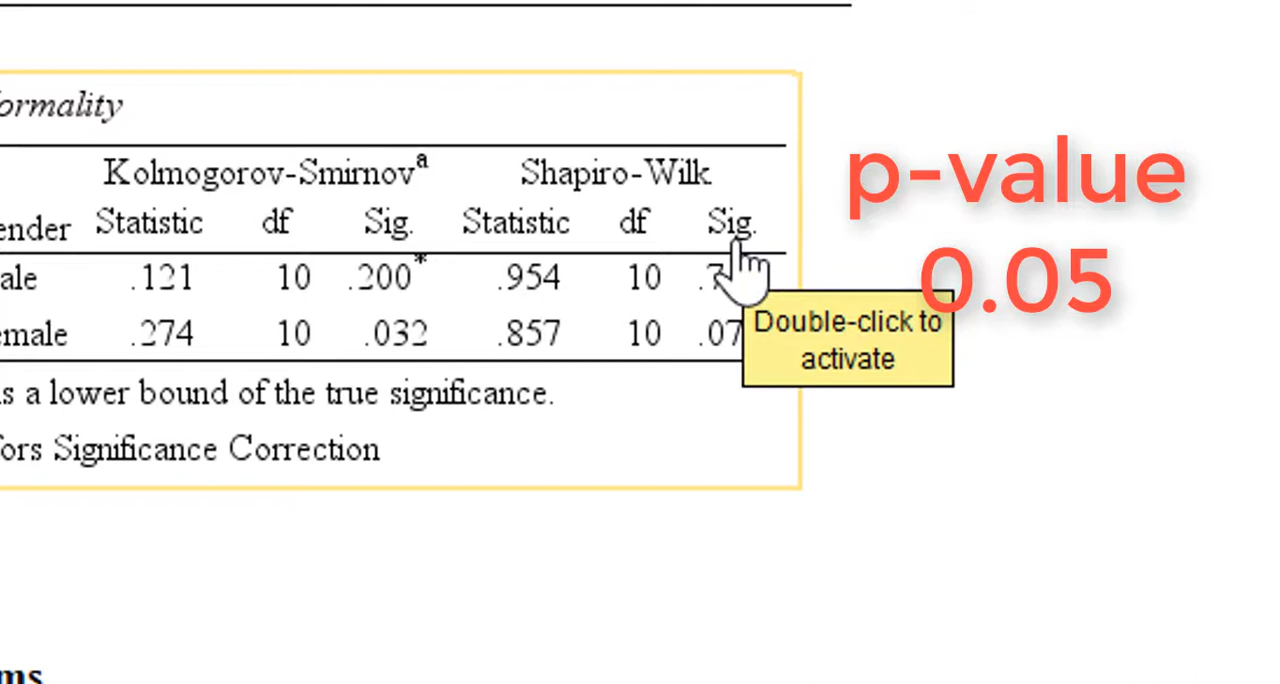 ormality
Kolmogorov-Smirnov^a Shapiro-Wilk p-value
ender Statistic df Sig. Statistic df Sig. 0.05
ale .121 10 .200* .954 10
emale .274 10 .032 .857 10
Double-click to
activate
s a lower bound of the true significance.
fors Significance Correction
ms